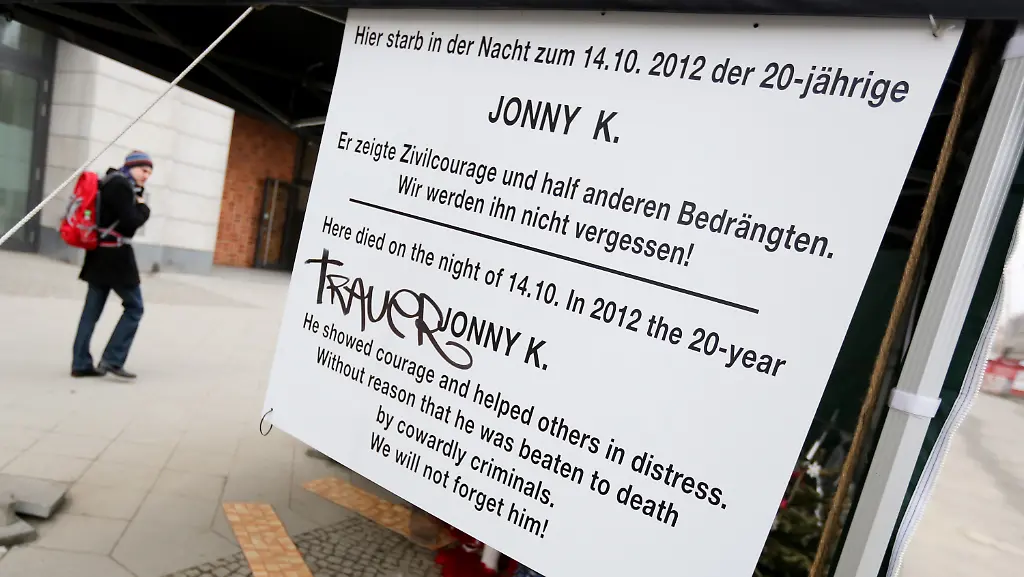 Hier starb in der Nacht zum 14.10. 2012 der 20-jährige
JONNY K.
Er zeigte Zivilcourage und half anderen Bedrängten.
Wir werden ihn nicht vergessen!
Here died on the night of 14.10. In 2012 the 20-year
TRAUER JONNY K.
He showed courage and helped others in distress.
Without reason that he was beaten to death
by cowardly criminals.
We will not forget him!